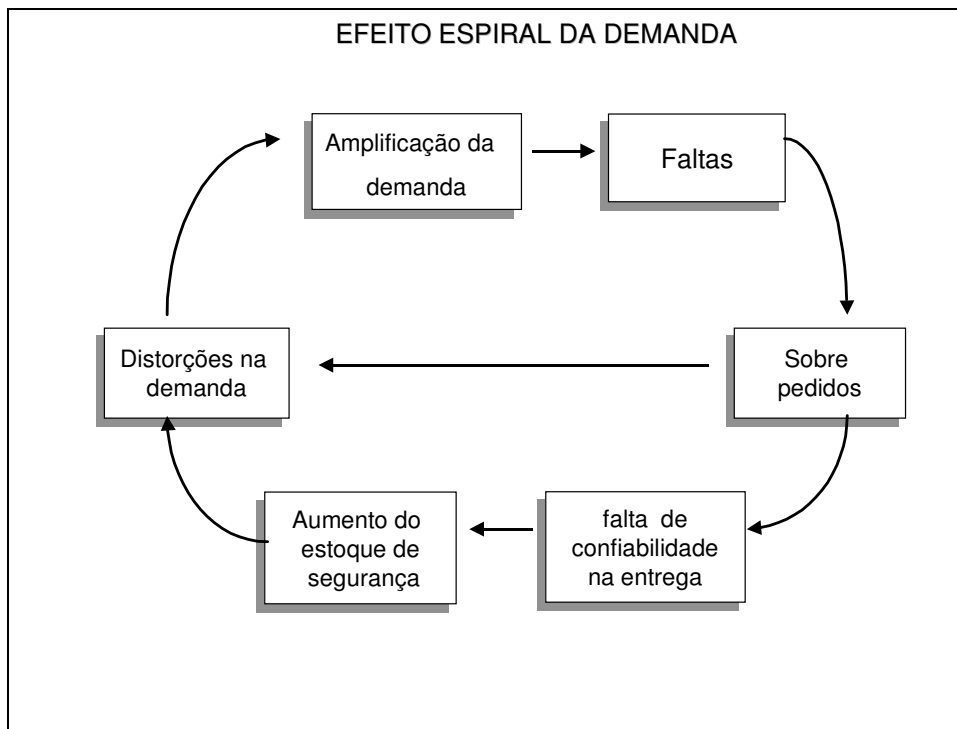 EFEITO ESPIRAL DA DEMANDA
Amplificação da
demanda
Faltas
Distorções na
demanda
Sobre
pedidos
Aumento do
estoque de
segurança
falta de
confiabilidade
na entrega